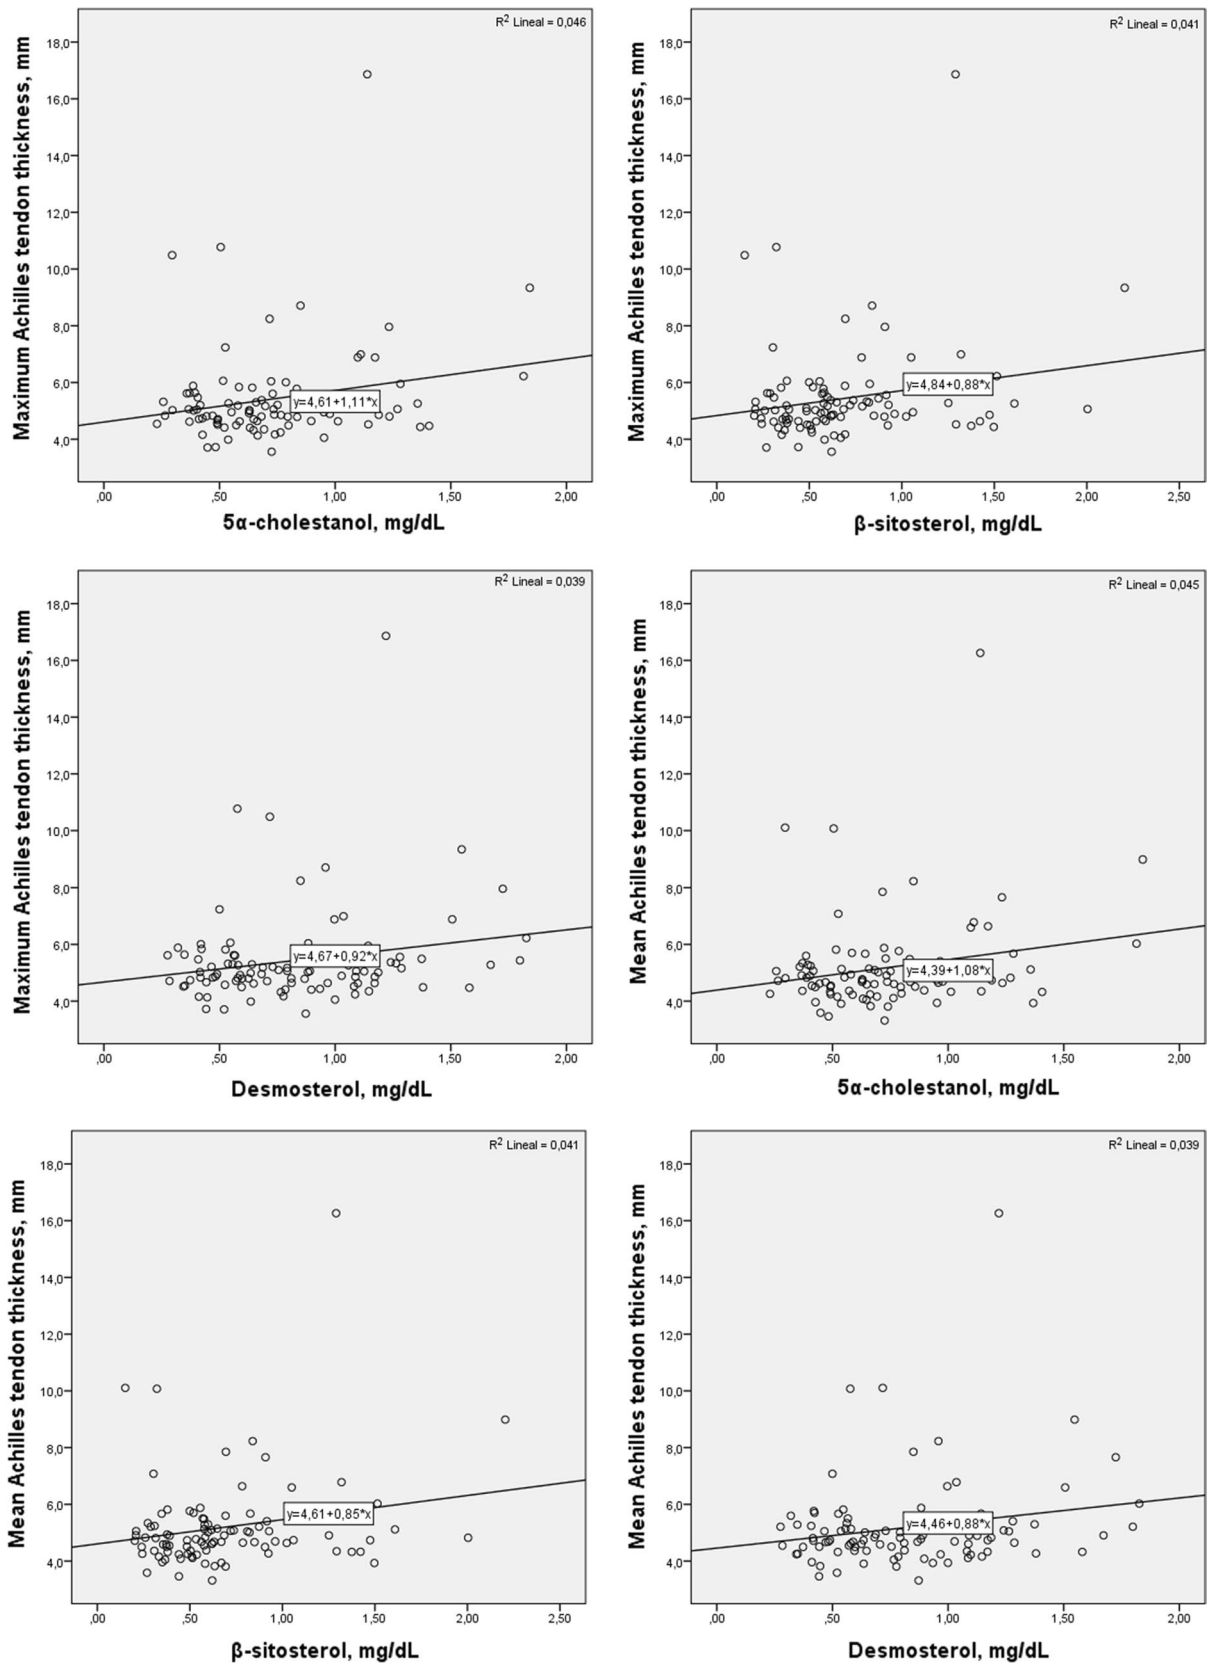 R2 Lineal = 0,046
Maximum Achilles tendon thickness, mm
18,0
16,0
14,0
12,0
10,0
8,0
6,0
4,0
y=4,61+1,11*x
,00 ,50 1,00 1,50 2,00
5α-cholestanol, mg/dL
R2 Lineal = 0,041
Maximum Achilles tendon thickness, mm
18,0
16,0
14,0
12,0
10,0
8,0
6,0
4,0
y=4,84+0,88*x
,00 ,50 1,00 1,50 2,00 2,50
β-sitosterol, mg/dL
R2 Lineal = 0,039
Maximum Achilles tendon thickness, mm
18,0
16,0
14,0
12,0
10,0
8,0
6,0
4,0
y=4,67+0,92*x
,00 ,50 1,00 1,50 2,00
Desmosterol, mg/dL
R2 Lineal = 0,045
Mean Achilles tendon thickness, mm
18,0
16,0
14,0
12,0
10,0
8,0
6,0
4,0
y=4,39+1,08*x
,00 ,50 1,00 1,50 2,00
5α-cholestanol, mg/dL
R2 Lineal = 0,041
Mean Achilles tendon thickness, mm
18,0
16,0
14,0
12,0
10,0
8,0
6,0
4,0
y=4,61+0,85*x
,00 ,50 1,00 1,50 2,00 2,50
β-sitosterol, mg/dL
R2 Lineal = 0,039
Mean Achilles tendon thickness, mm
18,0
16,0
14,0
12,0
10,0
8,0
6,0
4,0
y=4,46+0,88*x
,00 ,50 1,00 1,50 2,00
Desmosterol, mg/dL